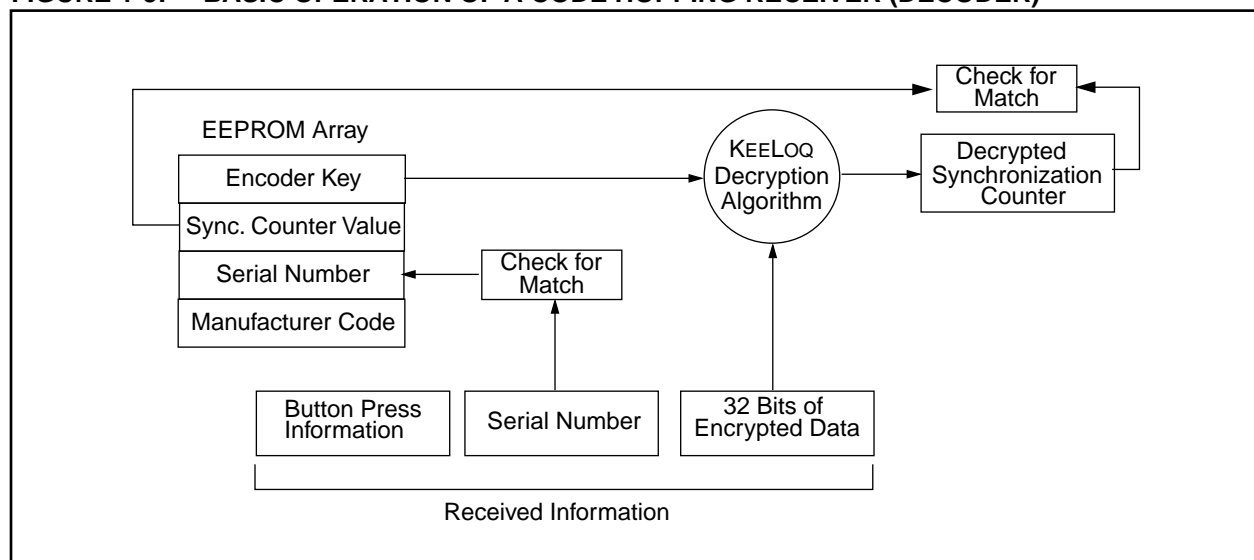 FIGURE 1-3: BASIC OPERATION OF A CODE HOPPING RECEIVER (DECODER)
Check for
Match
EEPROM Array
KEELOQ
Decryption
Algorithm
Decrypted
Synchronization
Counter
Encoder Key
Sync. Counter Value
Serial Number
Manufacturer Code
Check for
Match
Button Press
Information
Serial Number
32 Bits of
Encrypted Data
Received Information